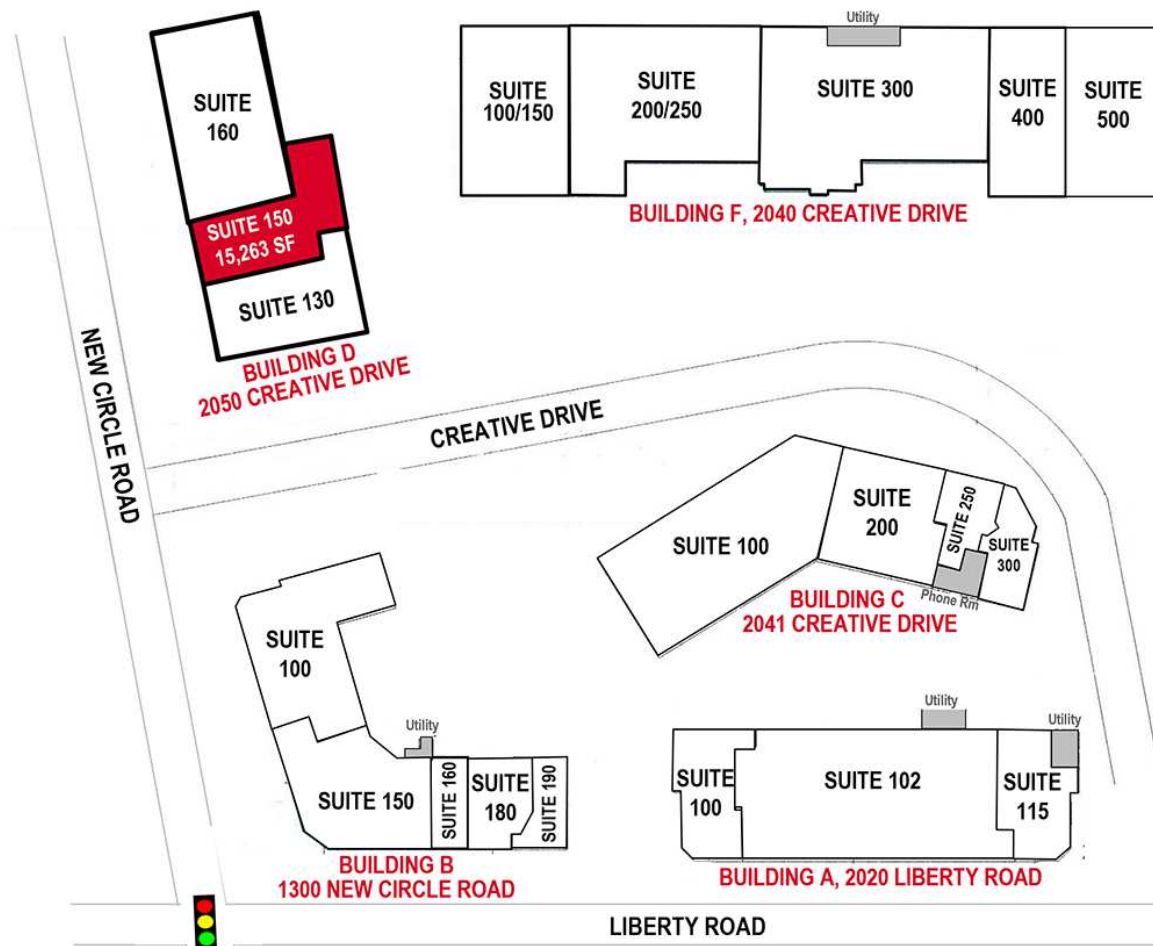 SUITE
160
SUITE 150
15,263 SF
SUITE 130
BUILDING D
2050 CREATIVE DRIVE
Utility
SUITE
100/150
SUITE
200/250
SUITE 300
SUITE
400
SUITE
500
BUILDING F, 2040 CREATIVE DRIVE
NEW CIRCLE ROAD
CREATIVE DRIVE
SUITE 100
SUITE
200
SUITE 250
SUITE
300
Phone Rm
BUILDING C
2041 CREATIVE DRIVE
SUITE
100
Utility
SUITE 150
SUITE 160
SUITE
180
SUITE 190
BUILDING B
1300 NEW CIRCLE ROAD
Utility
Utility
SUITE
100
SUITE 102
SUITE
115
BUILDING A, 2020 LIBERTY ROAD
LIBERTY ROAD